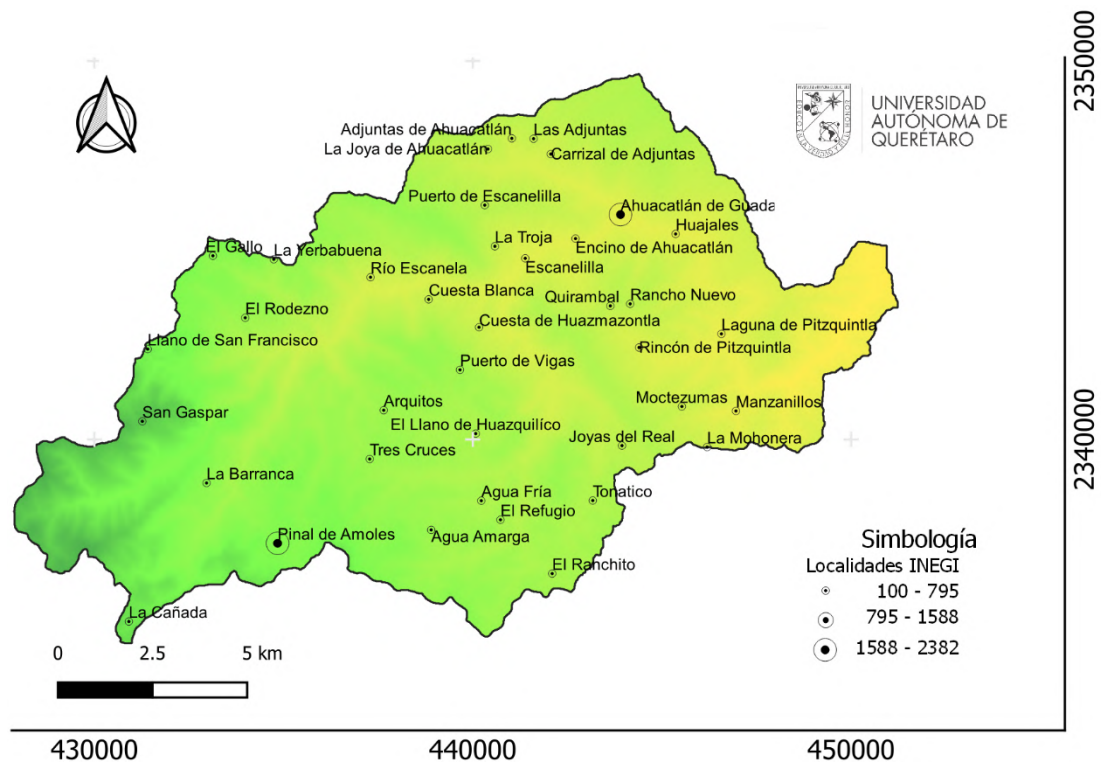 2350000
UNIVERSIDAD
AUTÓNOMA DE
QUERÉTARO
Adjuntas de Ahuacatlán
Las Adjuntas
La Joya de Ahuacatlán
Carrizal de Adjuntas
Puerto de Escanelilla
Ahuacatlán de Guada
Huajales
La Troja
Encino de Ahuacatlán
El Gallo
La Yerbabuena
Escanelilla
Río Escanela
Cuesta Blanca
Quirambal
Rancho Nuevo
El Rodezno
Cuesta de Huazmazontla
Laguna de Pitzquintla
Llano de San Francisco
Rincón de Pitzquintla
Puerto de Vigas
Arquitos
Moctezumas
Manzanillos
San Gaspar
El Llano de Huazquilíco
Joyas del Real
La Mohonera
2340000
Tres Cruces
La Barranca
Agua Fría
Tonatico
El Refugio
Pinal de Amoles
Agua Amarga
El Ranchito
La Cañada
Simbología
Localidades INEGI
100 - 795
795 - 1588
1588 - 2382
0 2.5 5 km
430000 440000 450000